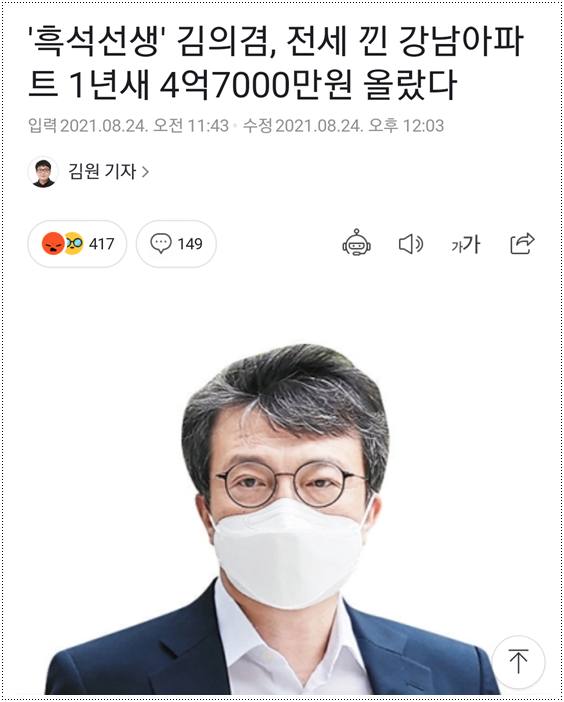 '흑석선생' 김의겸, 전세 낀 강남아파
트 1년새 4억7000만원 올랐다
입력 2021.08.24. 오전 11:43 · 수정 2021.08.24. 오후 12:03
김원 기자 >
417 149 가가